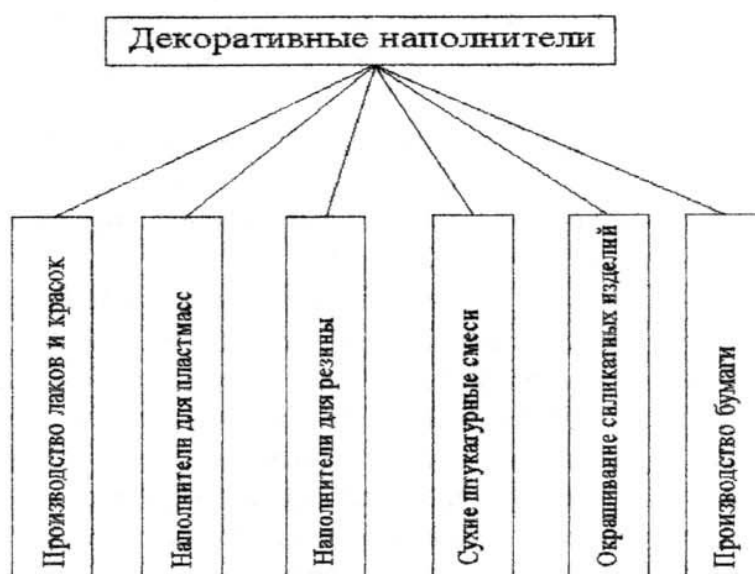 Декоративные наполнители
Производство лаков и красок
Наполнители для пластмасс
Наполнители для резины
Сухие штукатурные смеси
Окрашивание силикатных изделий
Производство бумаги